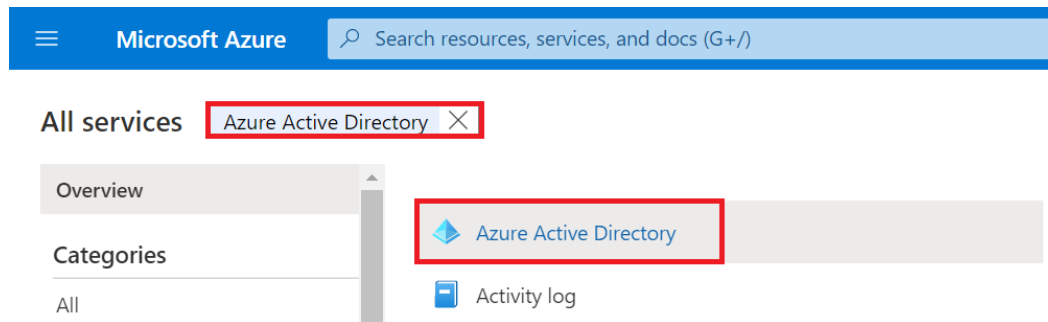 Microsoft Azure
Search resources, services, and docs (G+/)
All services
Azure Active Directory
Overview
Categories
All
Azure Active Directory
Activity log